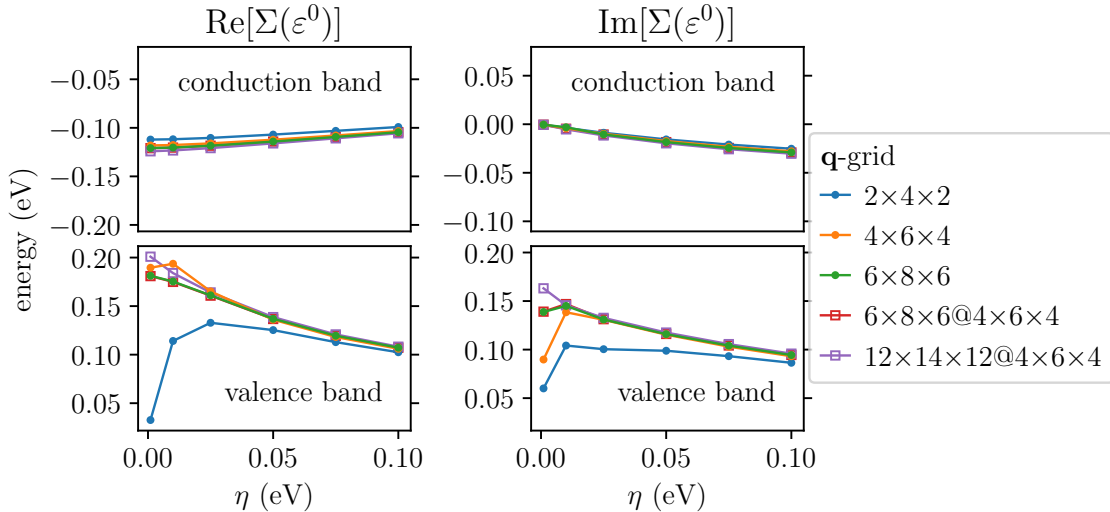 Re[Σ(ε⁰)]
Im[Σ(ε⁰)]
energy (eV)
−0.05
−0.10
−0.15
−0.20
conduction band
0.05
0.00
−0.05
−0.10
conduction band
0.20
0.15
0.10
0.05
valence band
0.00
0.05
0.10
η (eV)
0.20
0.15
0.10
0.05
valence band
0.00
0.05
0.10
η (eV)
q-grid
2×4×2
4×6×4
6×8×6
6×8×6@4×6×4
12×14×12@4×6×4